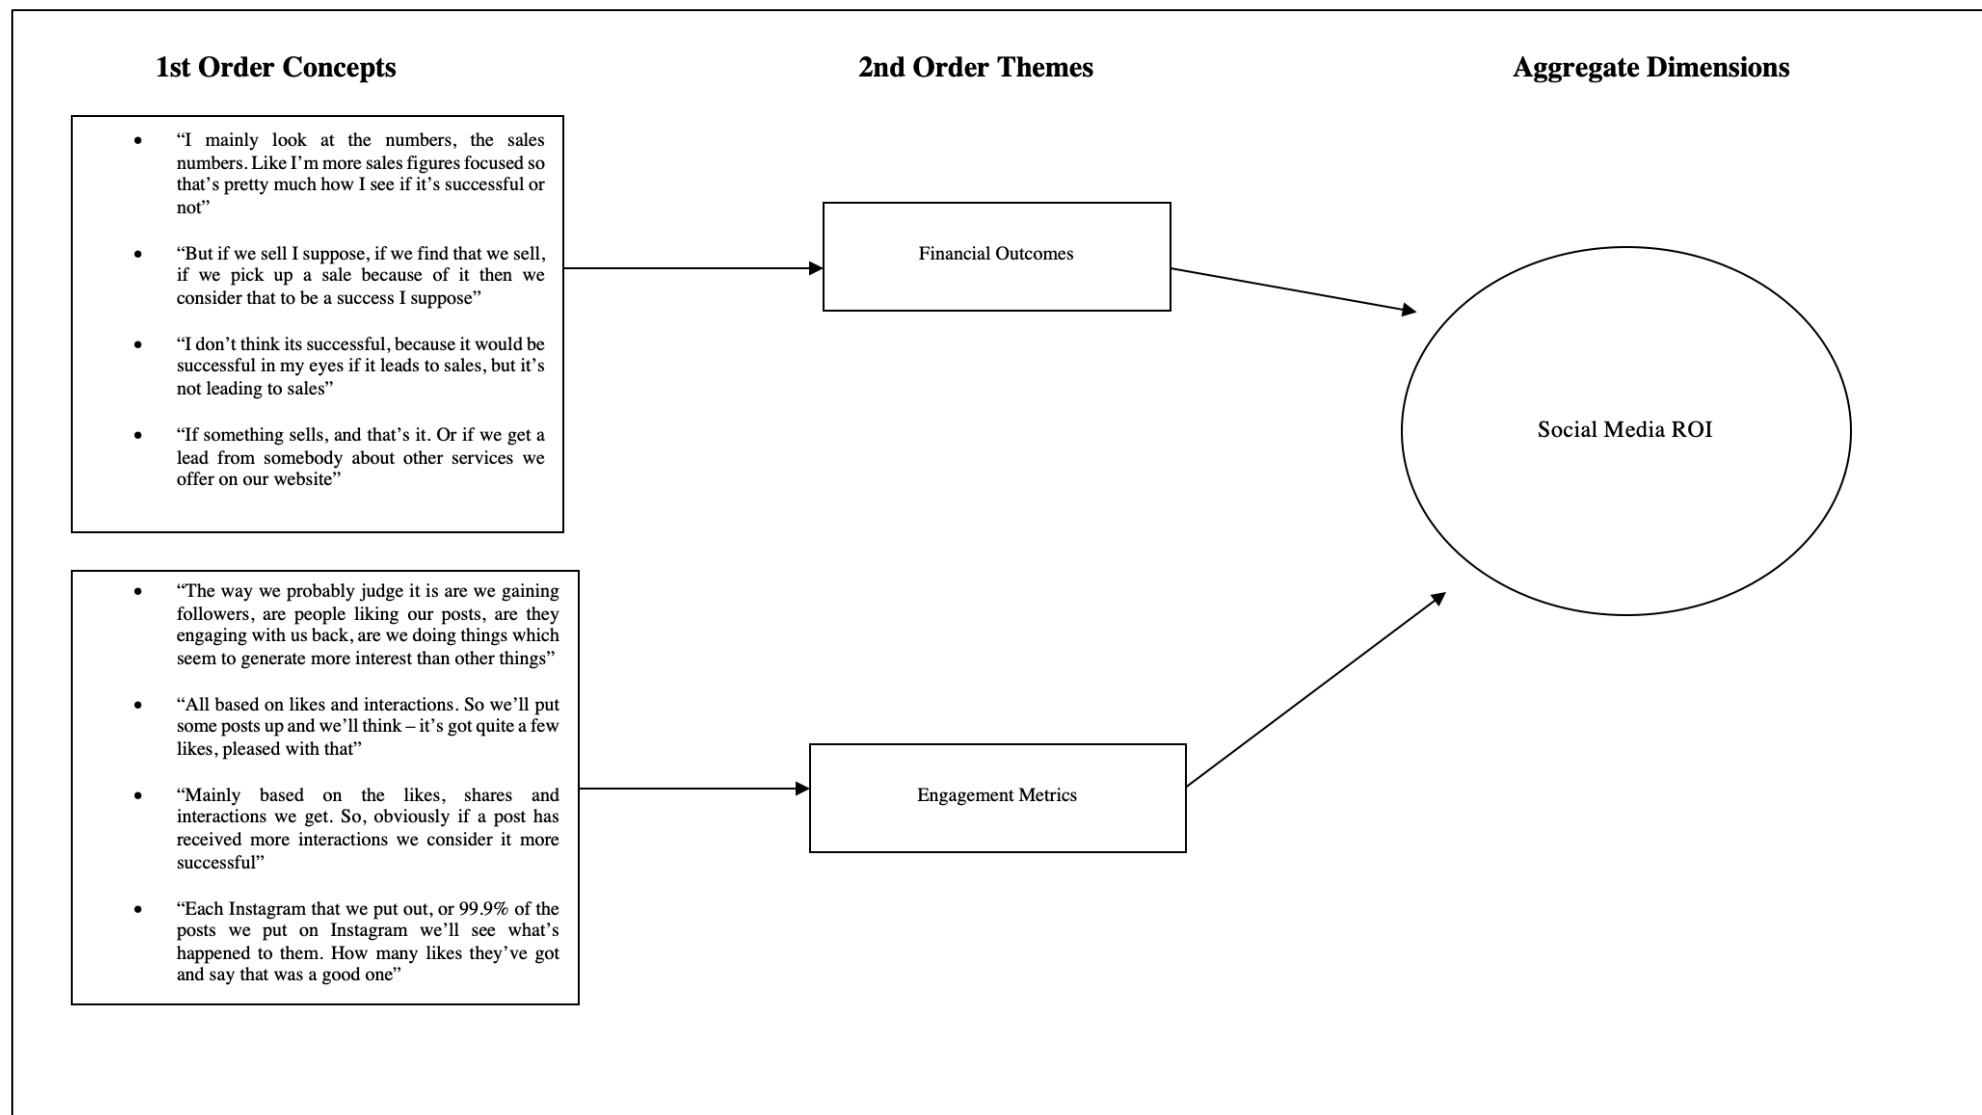 1st Order Concepts
2nd Order Themes
Aggregate Dimensions
• “I mainly look at the numbers, the sales
numbers. Like I’m more sales figures focused so
that’s pretty much how I see if it’s successful or
not”
• “But if we sell I suppose, if we find that we sell,
if we pick up a sale because of it then we
consider that to be a success I suppose”
• “I don’t think its successful, because it would be
successful in my eyes if it leads to sales, but it’s
not leading to sales”
• “If something sells, and that’s it. Or if we get a
lead from somebody about other services we
offer on our website”
Financial Outcomes
Social Media ROI
• “The way we probably judge it is are we gaining
followers, are people liking our posts, are they
engaging with us back, are we doing things which
seem to generate more interest than other things”
• “All based on likes and interactions. So we’ll put
some posts up and we’ll think – it’s got quite a few
likes, pleased with that”
• “Mainly based on the likes, shares and
interactions we get. So, obviously if a post has
received more interactions we consider it more
successful”
• “Each Instagram that we put out, or 99.9% of the
posts we put on Instagram we’ll see what’s
happened to them. How many likes they’ve got
and say that was a good one”
Engagement Metrics